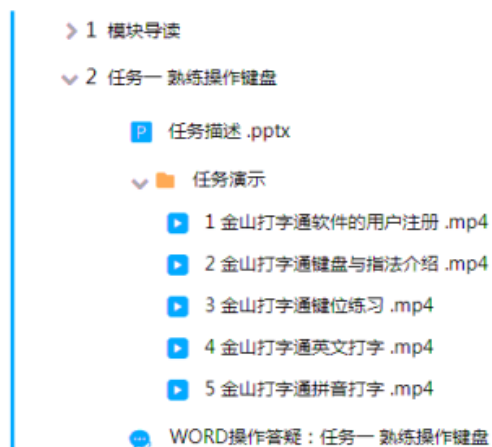 1 模块导读
2 任务一 熟练操作键盘
任务描述 .pptx
任务演示
1 金山打字通软件的用户注册 .mp4
2 金山打字通键盘与指法介绍 .mp4
3 金山打字通键位练习 .mp4
4 金山打字通英文打字 .mp4
5 金山打字通拼音打字 .mp4
WORD操作答疑：任务一 熟练操作键盘